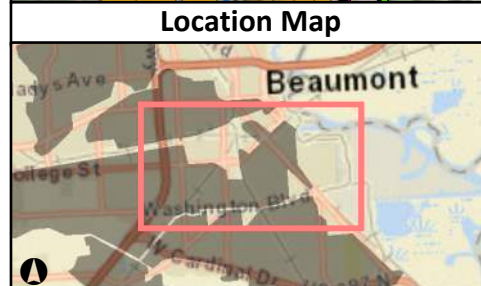 Location Map
Beaumont
adys Ave
ollege St
Washington Blvd
W Cardinal Dr